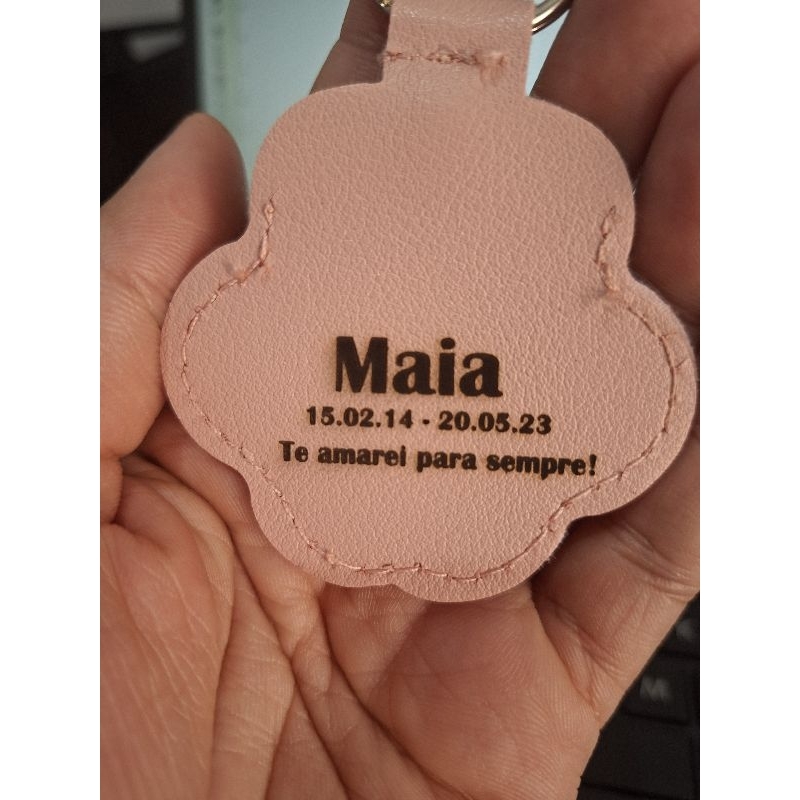 Maia
15.02.14 - 20.05.23
Te amarei para sempre!
M